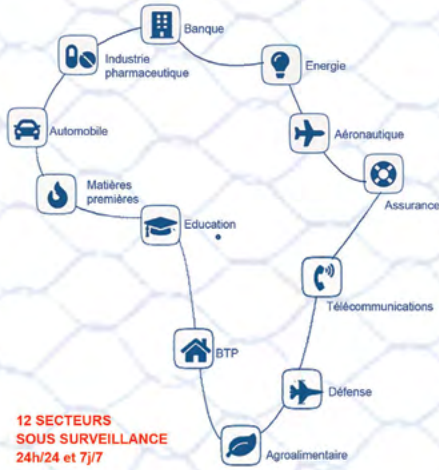 Banque
Industrie
pharmaceutique
Energie
Automobile
Aéronautique
Matières
premières
Assurance
Education
Télécommunications
BTP
Défense
12 SECTEURS
SOUS SURVEILLANCE
24h/24 et 7j/7
Agroalimentaire